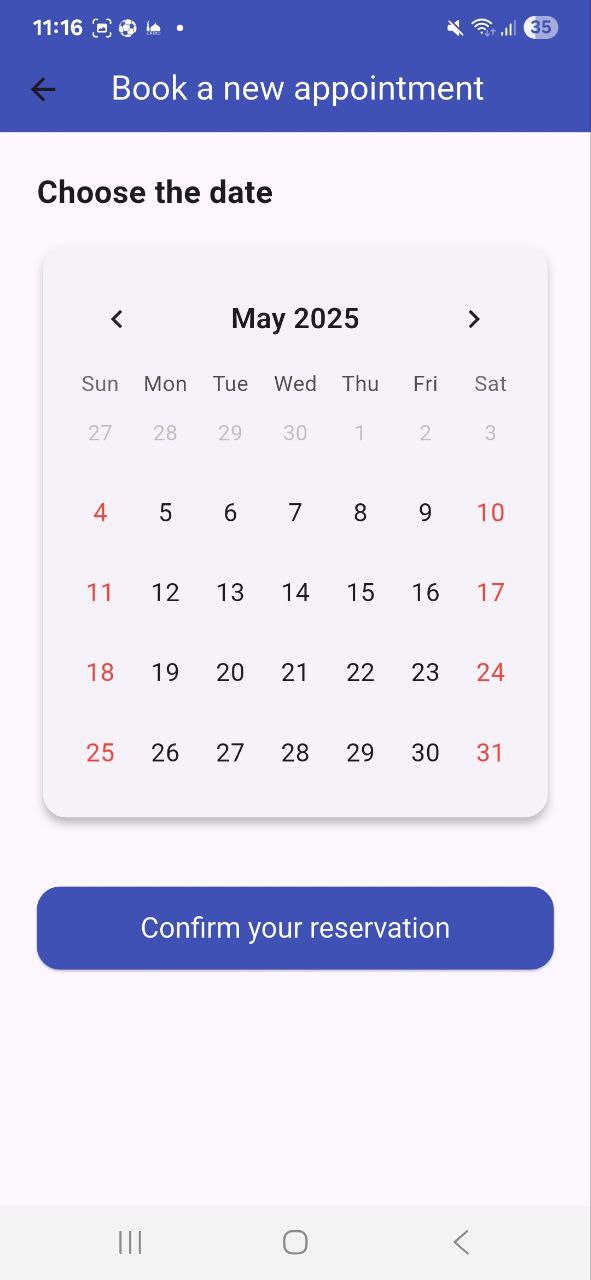 11:16 35
Book a new appointment
Choose the date
May 2025
Sun Mon Tue Wed Thu Fri Sat
27 28 29 30 1 2 3
4 5 6 7 8 9 10
11 12 13 14 15 16 17
18 19 20 21 22 23 24
25 26 27 28 29 30 31
Confirm your reservation